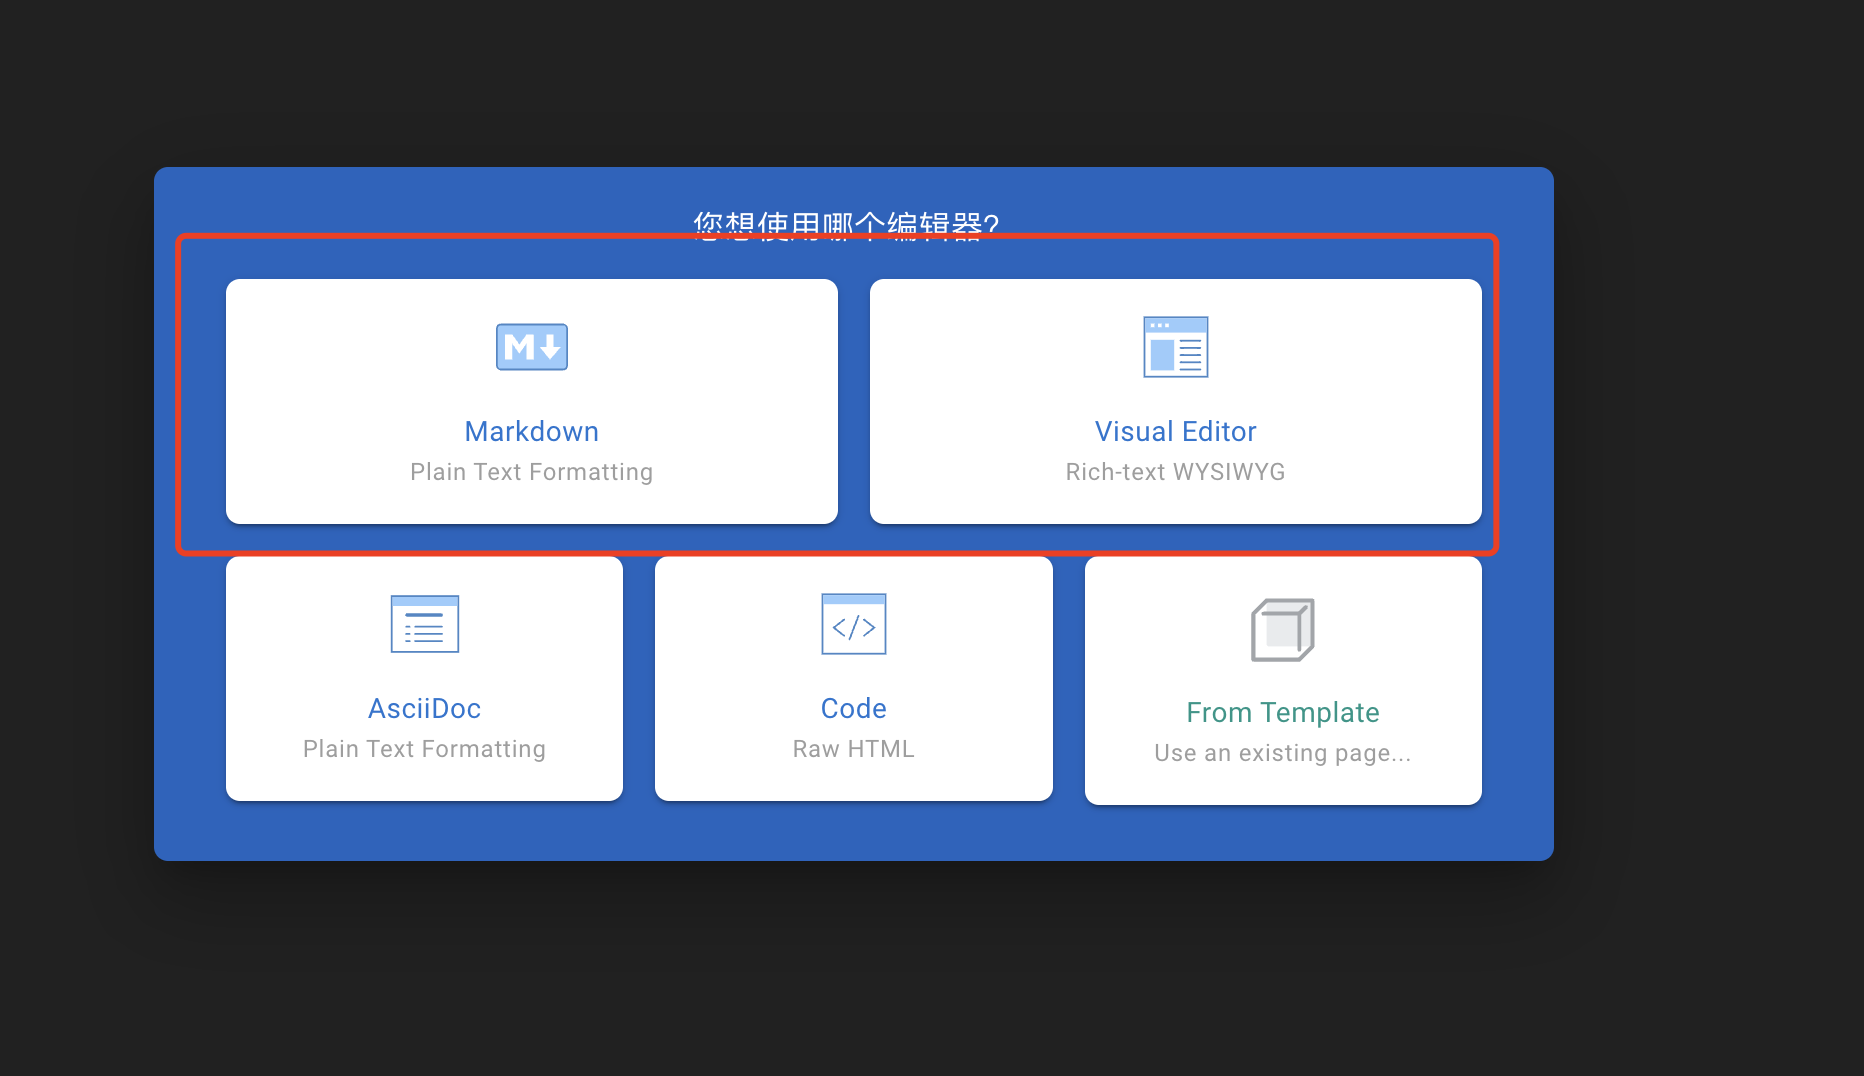 您想使用哪个编辑器?
Markdown
Plain Text Formatting
Visual Editor
Rich-text WYSIWYG
AsciiDoc
Plain Text Formatting
Code
Raw HTML
From Template
Use an existing page...